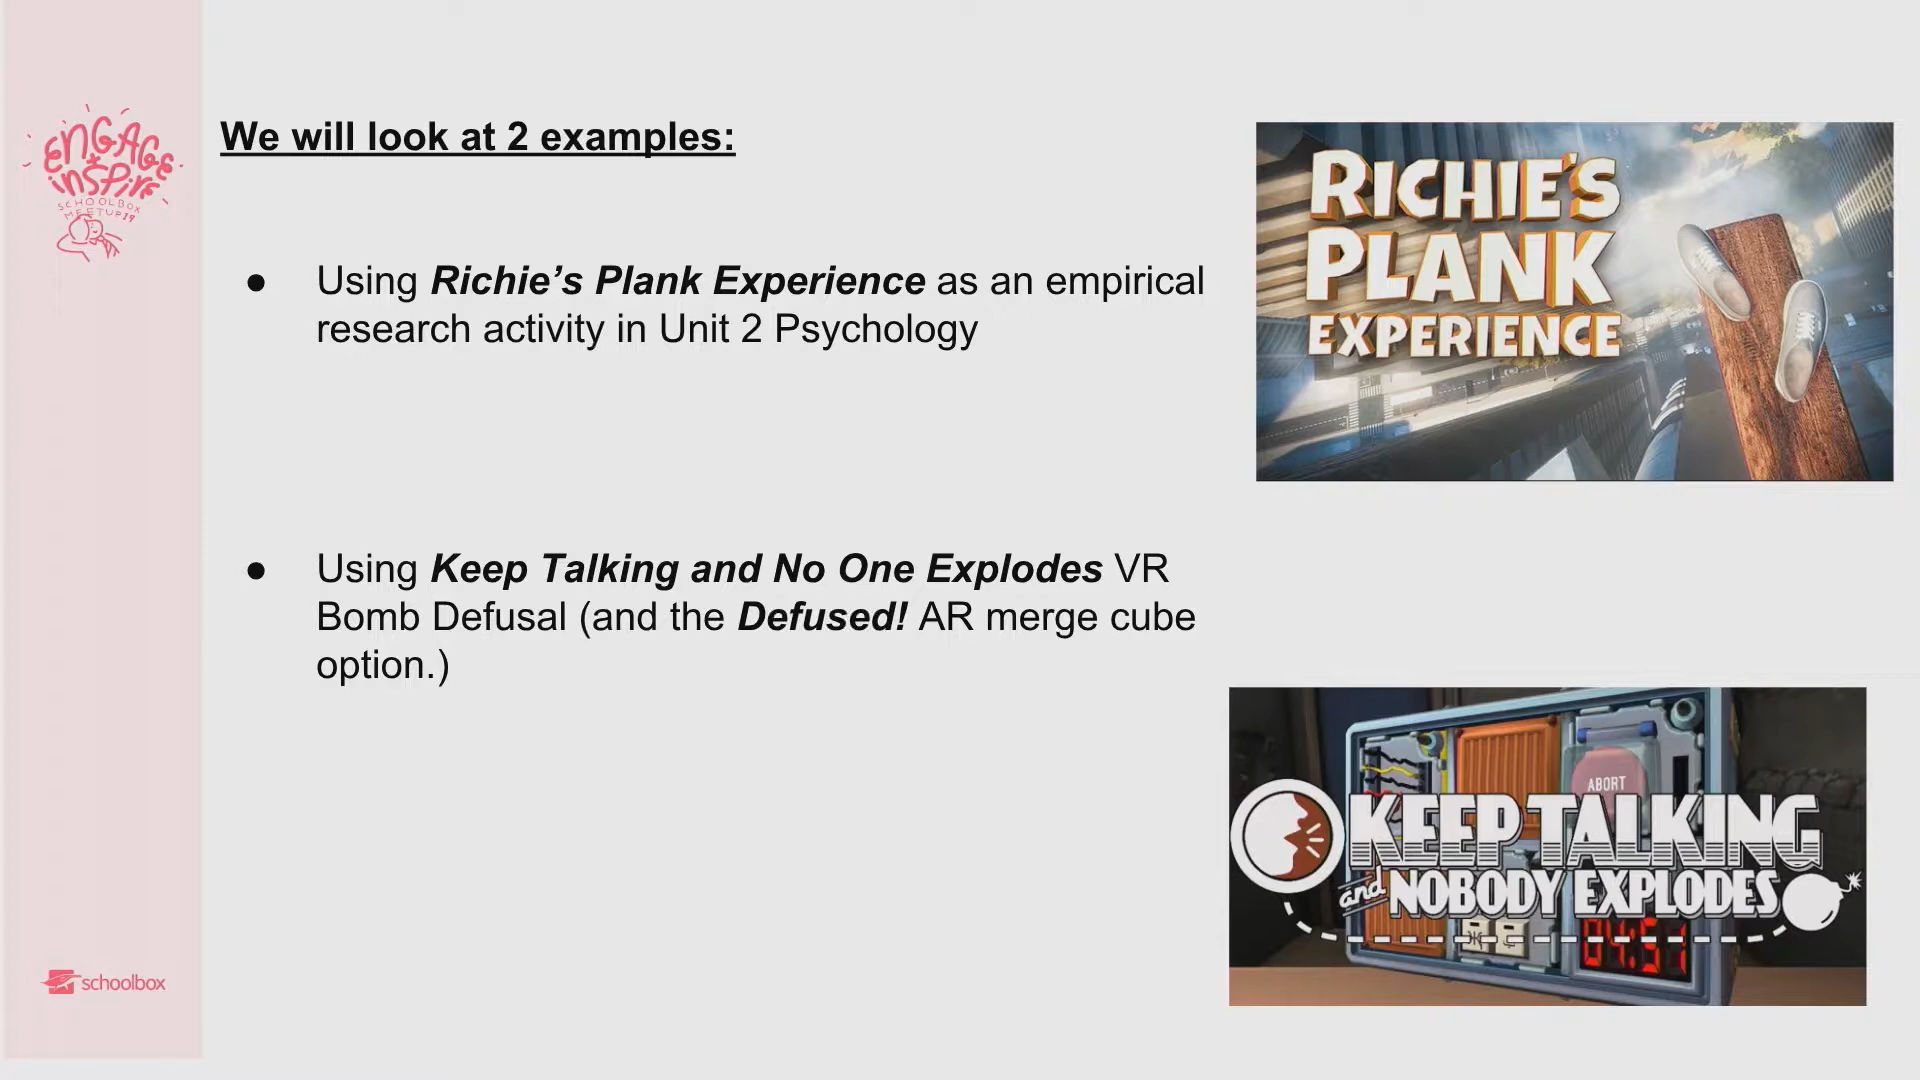 ENGAGE
+
inSPirE
SCHOOLBOX
MEETUP19
We will look at 2 examples:
● Using Richie’s Plank Experience as an empirical
research activity in Unit 2 Psychology
RICHIE'S
PLANK
EXPERIENCE
● Using Keep Talking and No One Explodes VR
Bomb Defusal (and the Defused! AR merge cube
option.)
ABORT
KEEP TALKING
and NOBODY EXPLODES
04:51
schoolbox